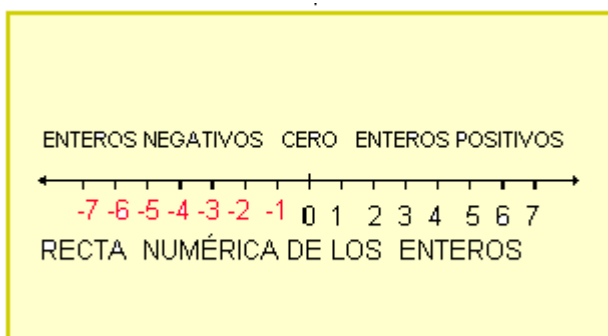 ENTEROS NEGATIVOS CERO ENTEROS POSITIVOS
-7 -6 -5 -4 -3 -2 -1 0 1 2 3 4 5 6 7
RECTA NUMÉRICA DE LOS ENTEROS